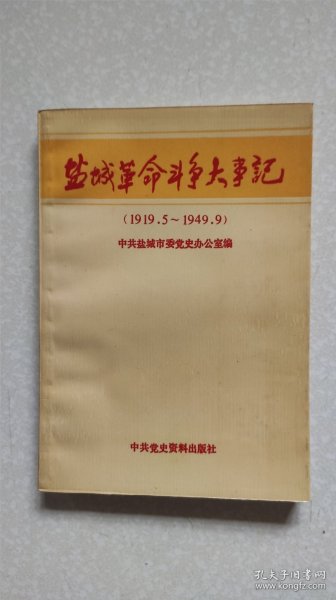 盐城革命斗争大事記
(1919.5～1949.9)
中共盐城市委党史办公室编
中共党史资料出版社
孔夫子旧书网